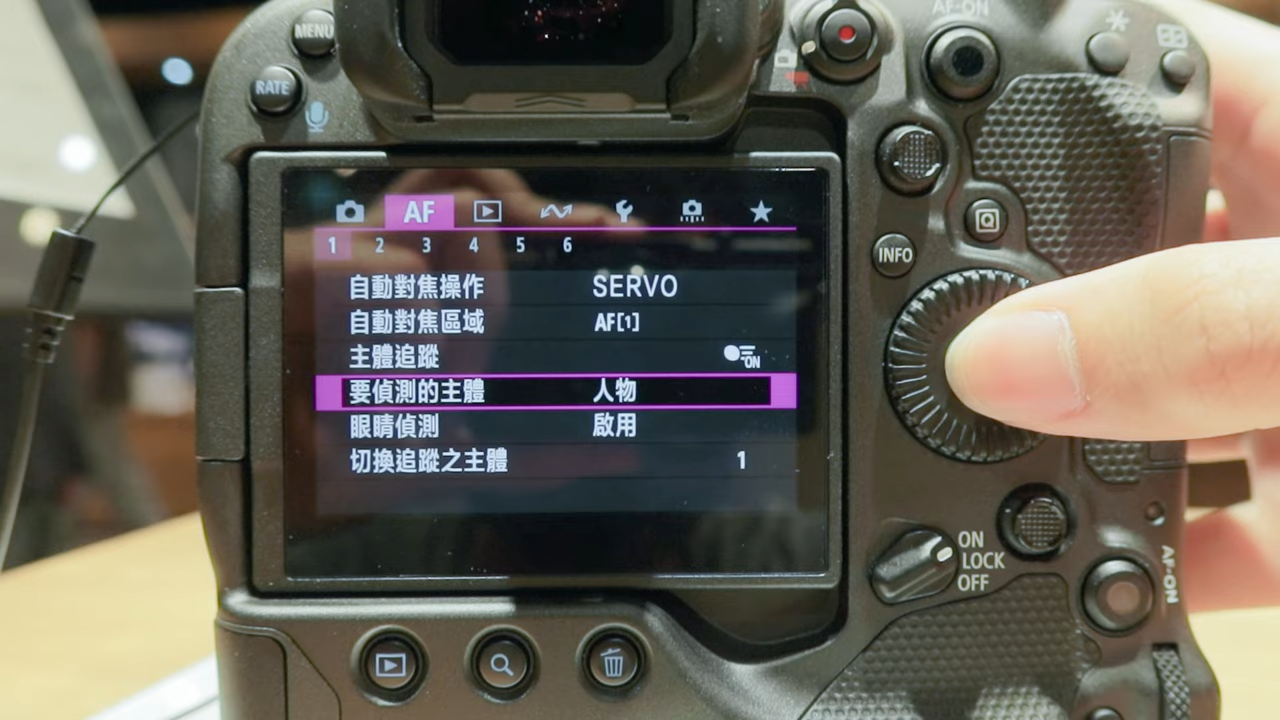 AF-ON
MENU
RATE
AF
1 2 3 4 5 6
自動對焦操作 SERVO
自動對焦區域 AF[1]
主體追蹤 ON
要偵測的主體 人物
眼睛偵測 啟用
切換追蹤之主體 1
INFO
Q
ON
LOCK
OFF
AF-ON